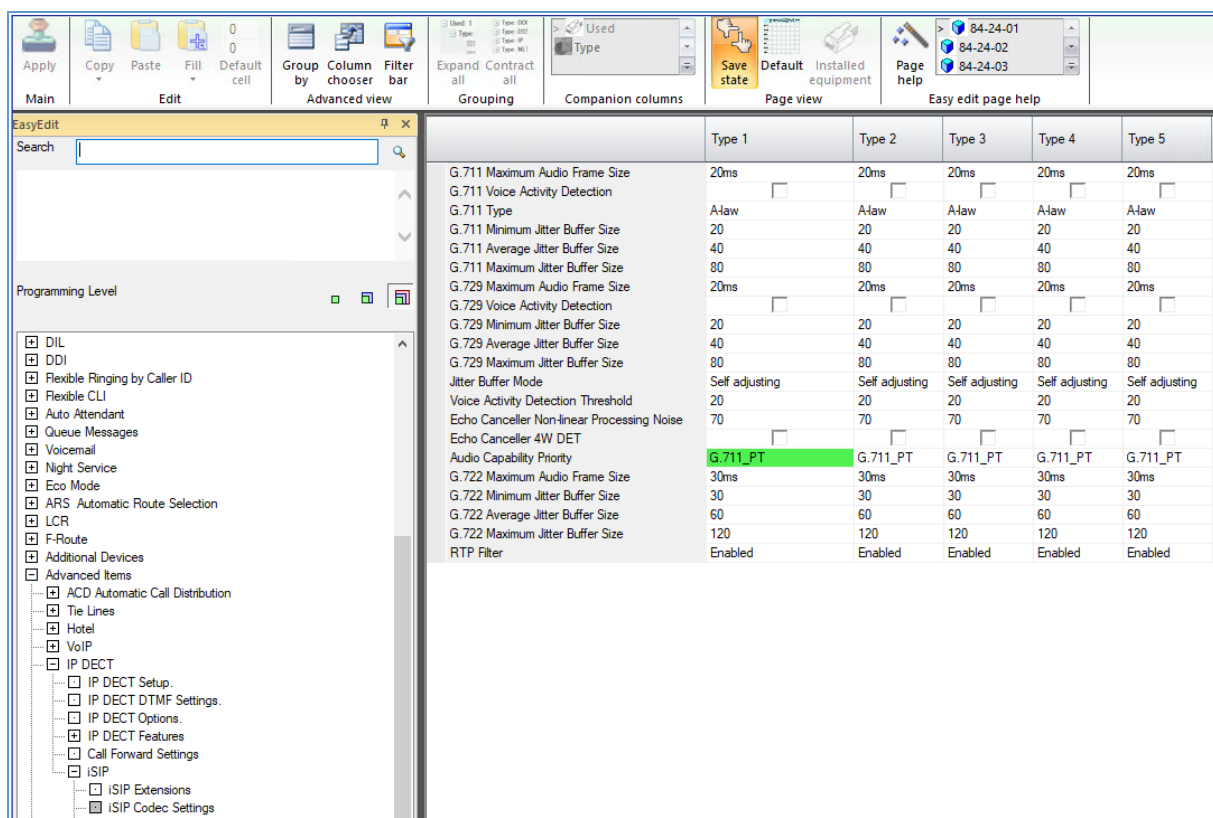 Apply
Copy Paste Fill Default cell
0
0
Group by Column chooser Filter bar
Used: 1
Type:
Expand all Contract all
> Used
Type
Save state Default Installed equipment
Page help
> 84-24-01
84-24-02
84-24-03
Main Edit Advanced view Grouping Companion columns Page view Easy edit page help
EasyEdit
Search
Programming Level
DIL
DDI
Flexible Ringing by Caller ID
Flexible CLI
Auto Attendant
Queue Messages
Voicemail
Night Service
Eco Mode
ARS Automatic Route Selection
LCR
F-Route
Additional Devices
Advanced Items
ACD Automatic Call Distribution
Tie Lines
Hotel
VoIP
IP DECT
IP DECT Setup.
IP DECT DTMF Settings.
IP DECT Options.
IP DECT Features
Call Forward Settings
iSIP
iSIP Extensions
iSIP Codec Settings
Type 1 Type 2 Type 3 Type 4 Type 5
G.711 Maximum Audio Frame Size 20ms 20ms 20ms 20ms 20ms
G.711 Voice Activity Detection
G.711 Type A-law A-law A-law A-law A-law
G.711 Minimum Jitter Buffer Size 20 20 20 20 20
G.711 Average Jitter Buffer Size 40 40 40 40 40
G.711 Maximum Jitter Buffer Size 80 80 80 80 80
G.729 Maximum Audio Frame Size 20ms 20ms 20ms 20ms 20ms
G.729 Voice Activity Detection
G.729 Minimum Jitter Buffer Size 20 20 20 20 20
G.729 Average Jitter Buffer Size 40 40 40 40 40
G.729 Maximum Jitter Buffer Size 80 80 80 80 80
Jitter Buffer Mode Self adjusting Self adjusting Self adjusting Self adjusting Self adjusting
Voice Activity Detection Threshold 20 20 20 20 20
Echo Canceller Non-linear Processing Noise 70 70 70 70 70
Echo Canceller 4W DET
Audio Capability Priority G.711_PT G.711_PT G.711_PT G.711_PT G.711_PT
G.722 Maximum Audio Frame Size 30ms 30ms 30ms 30ms 30ms
G.722 Minimum Jitter Buffer Size 30 30 30 30 30
G.722 Average Jitter Buffer Size 60 60 60 60 60
G.722 Maximum Jitter Buffer Size 120 120 120 120 120
RTP Filter Enabled Enabled Enabled Enabled Enabled